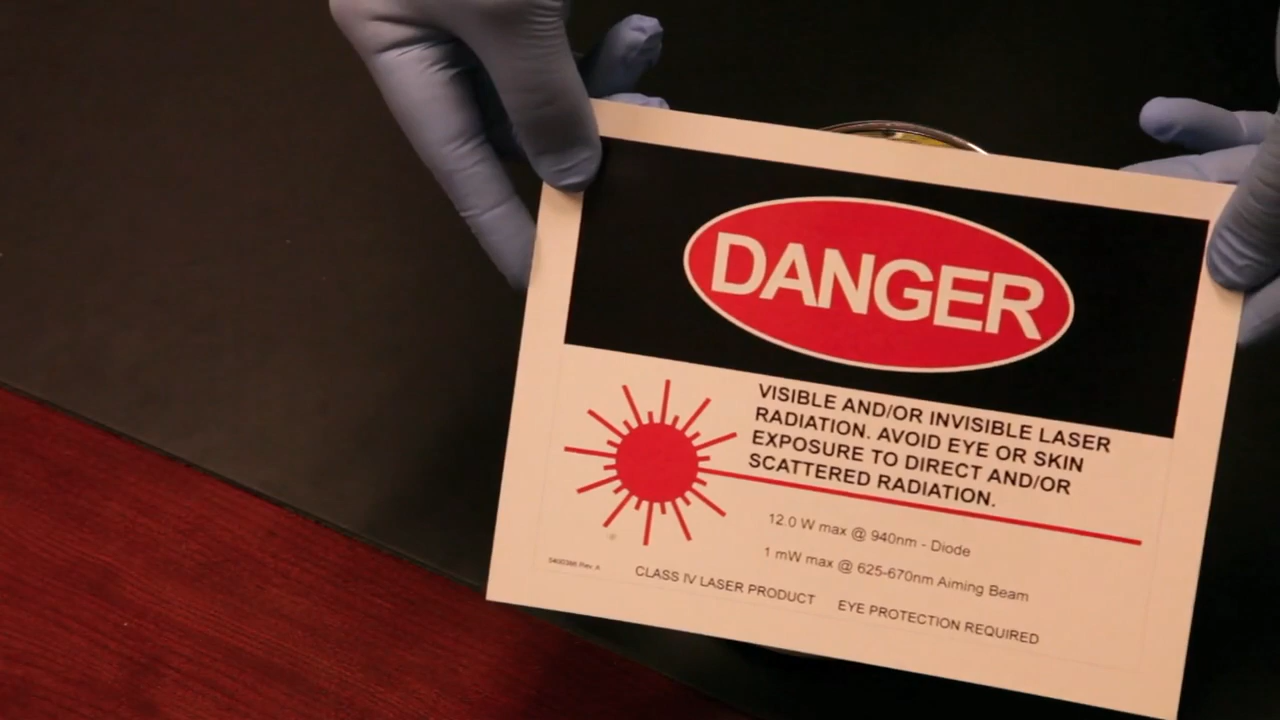 DANGER
VISIBLE AND/OR INVISIBLE LASER
RADIATION. AVOID EYE OR SKIN
EXPOSURE TO DIRECT AND/OR
SCATTERED RADIATION.
12.0 W max @ 940nm - Diode
1 mW max @ 625-670nm Aiming Beam
CLASS IV LASER PRODUCT EYE PROTECTION REQUIRED